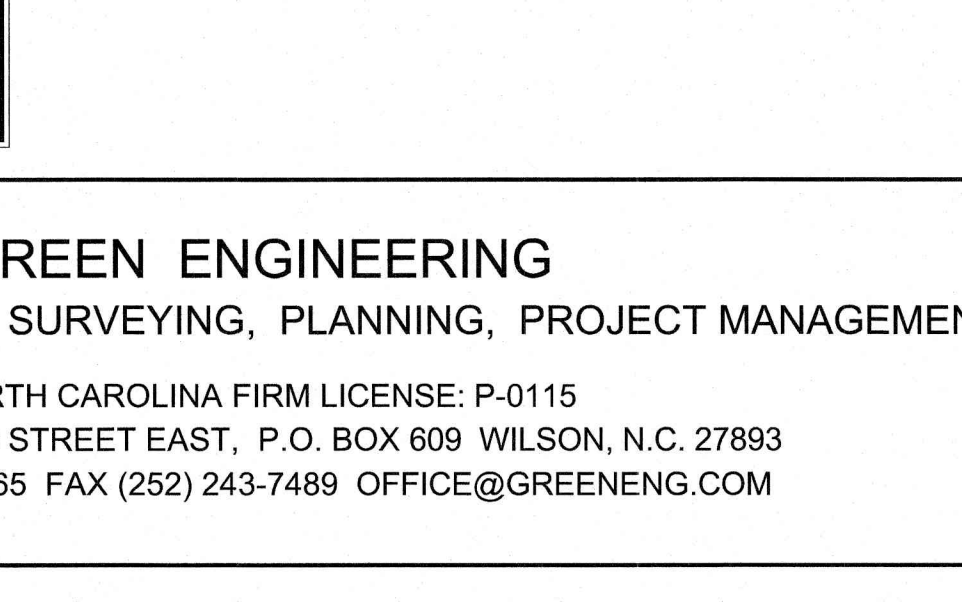 REEN ENGINEERING
SURVEYING, PLANNING, PROJECT MANAGEMEN
RTH CAROLINA FIRM LICENSE: P-0115
STREET EAST, P.O. BOX 609 WILSON, N.C. 27893
65 FAX (252) 243-7489 OFFICE@GREENENG.COM